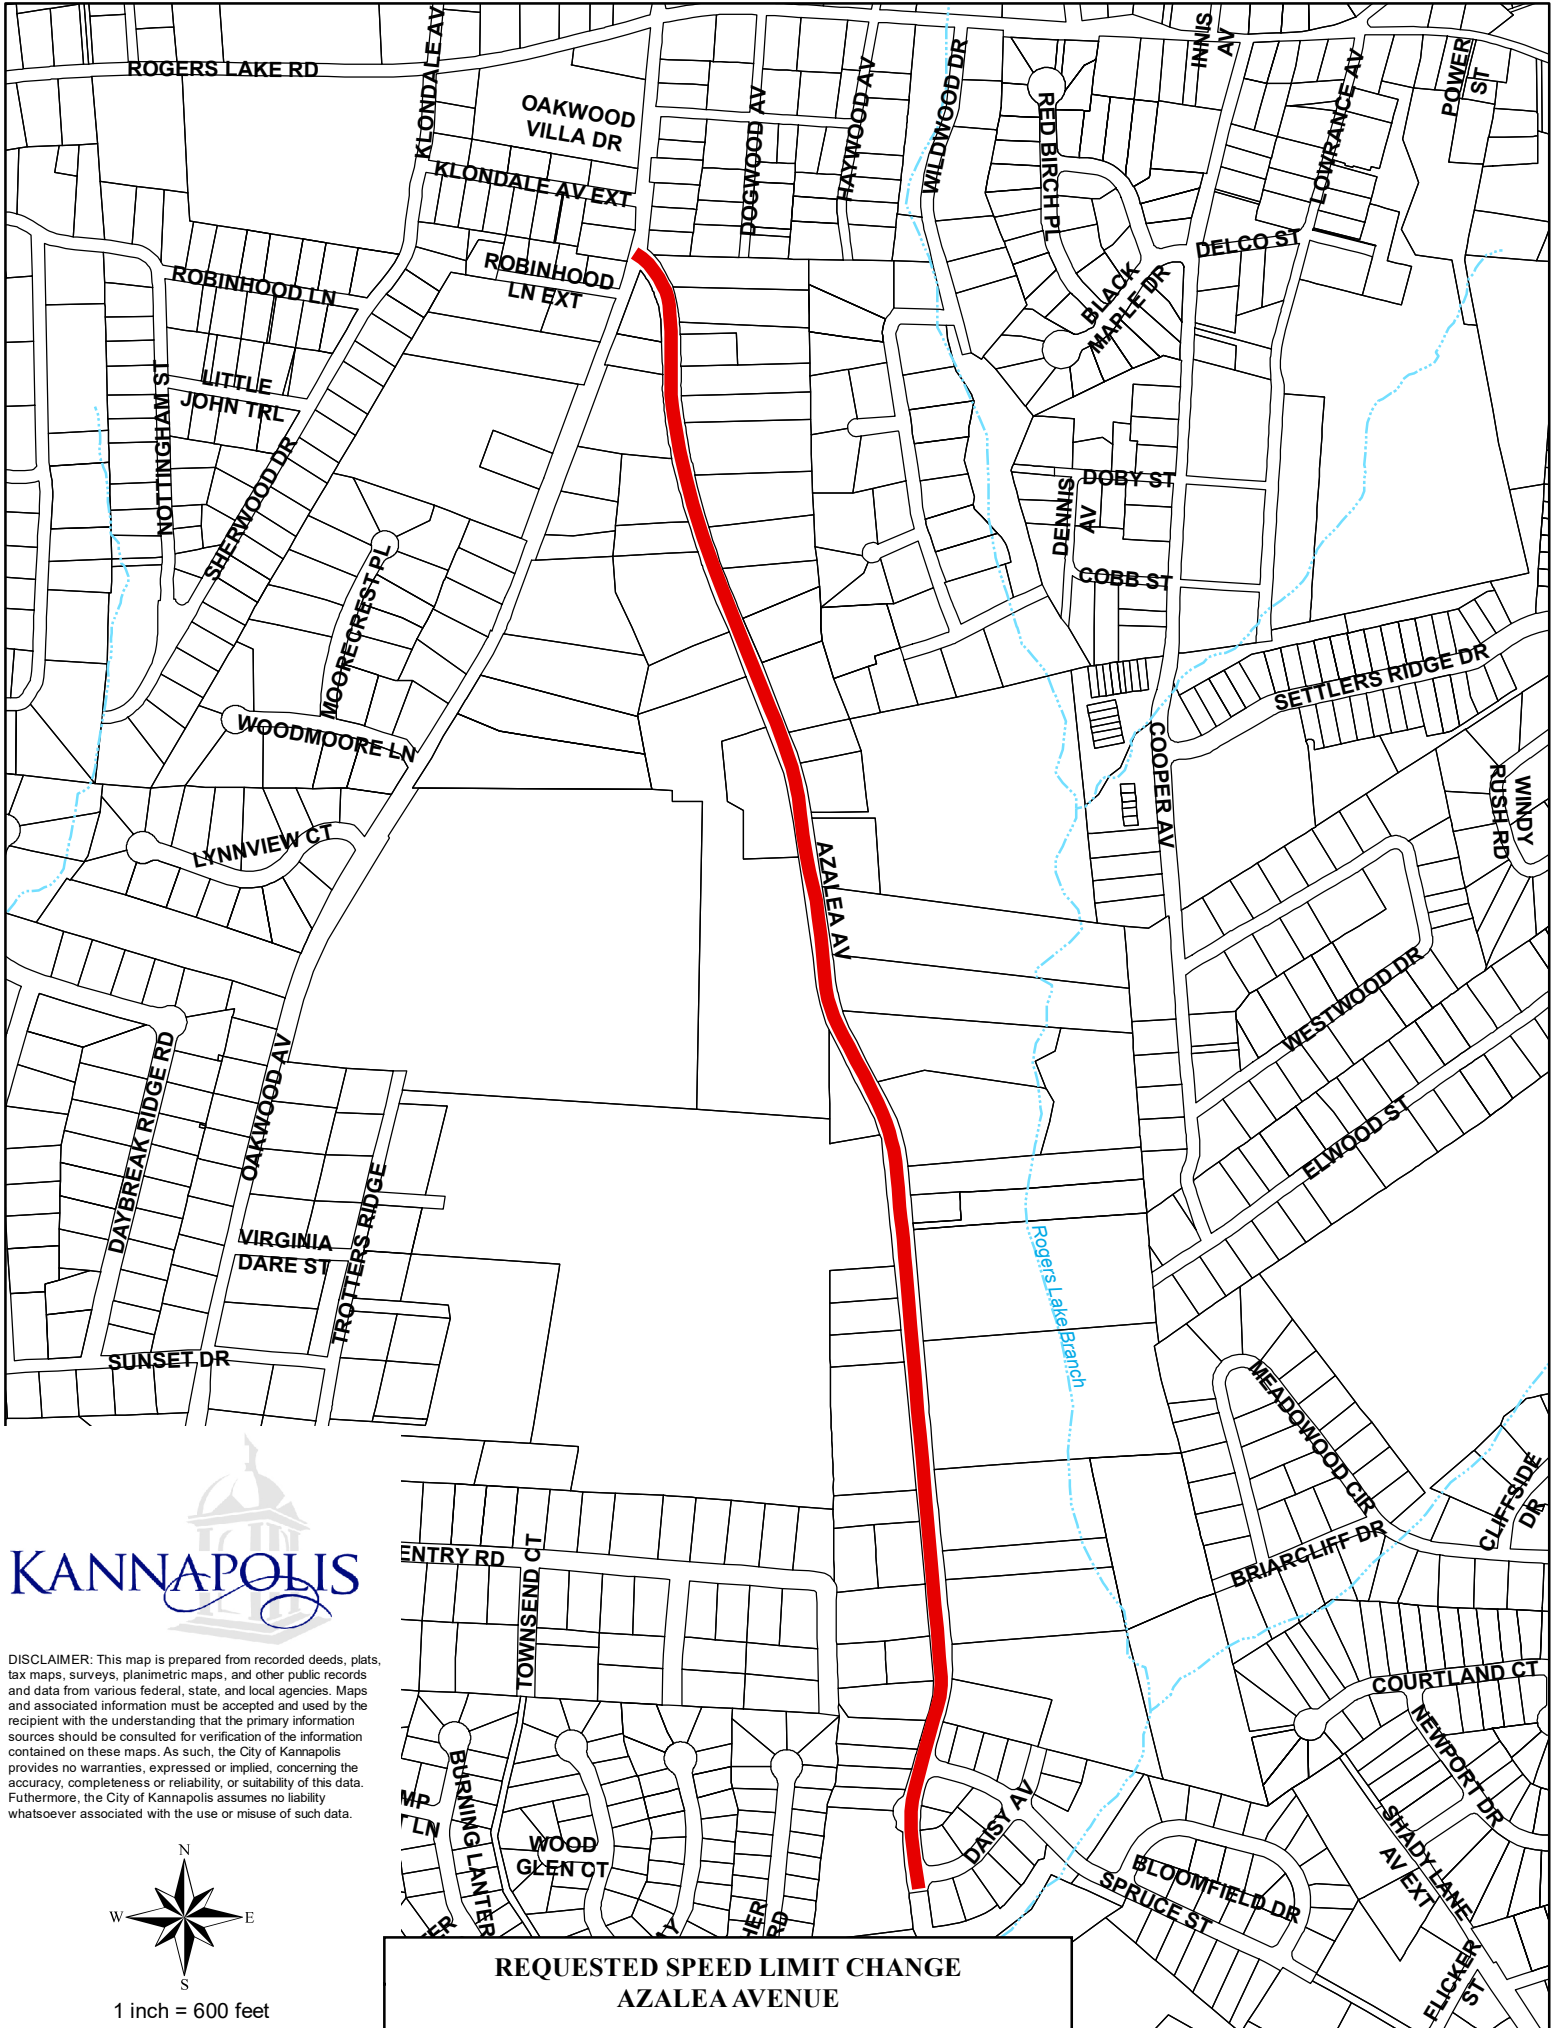 ROGERS LAKE RD
KLONDALE AV
OAKWOOD
VILLA DR
KLONDALE AV EXT
DOGWOOD AV
HAYWOOD AV
WILDWOOD DR
RED BIRCH PL
INNIS
AV
LOWRANCE AV
POWER
ST
ROBINHOOD LN
ROBINHOOD
LN EXT
BLACK
MAPLE DR
DELCO ST
LITTLE
JOHN TRL
NOTTINGHAM ST
SHERWOOD DR
MOORECREST PL
DENNIS
AV
DOBY ST
COBB ST
WOODMOORE LN
SETTLERS RIDGE DR
COOPER AV
WINDY
RUSH RD
LYNNVIEW CT
AZALEA AV
WESTWOOD DR
DAYBREAK RIDGE RD
OAKWOOD AV
ELWOOD ST
TROTTERS RIDGE
VIRGINIA
DARE ST
Rogers Lake Branch
SUNSET DR
MEADOWOOD CIR
CLIFFSIDE
DR
BRIARCLIFF DR
KANNAPOLIS
ENTRY RD
TOWNSEND CT
COURTLAND CT
NEWPORT DR
DISCLAIMER: This map is prepared from recorded deeds, plats,
tax maps, surveys, planimetric maps, and other public records
and data from various federal, state, and local agencies. Maps
and associated information must be accepted and used by the
recipient with the understanding that the primary information
sources should be consulted for verification of the information
contained on these maps. As such, the City of Kannapolis
provides no warranties, expressed or implied, concerning the
accuracy, completeness or reliability, or suitability of this data.
Futhermore, the City of Kannapolis assumes no liability
whatsoever associated with the use or misuse of such data.
MP
T LN
BURNING LANTER
WOOD
GLEN CT
DAISY AV
SHADY LANE
AV EXT
BLOOMFIELD DR
SPRUCE ST
HER
RD
ER
Y
FLICKER
ST
N
W
E
S
1 inch = 600 feet
REQUESTED SPEED LIMIT CHANGE
AZALEA AVENUE